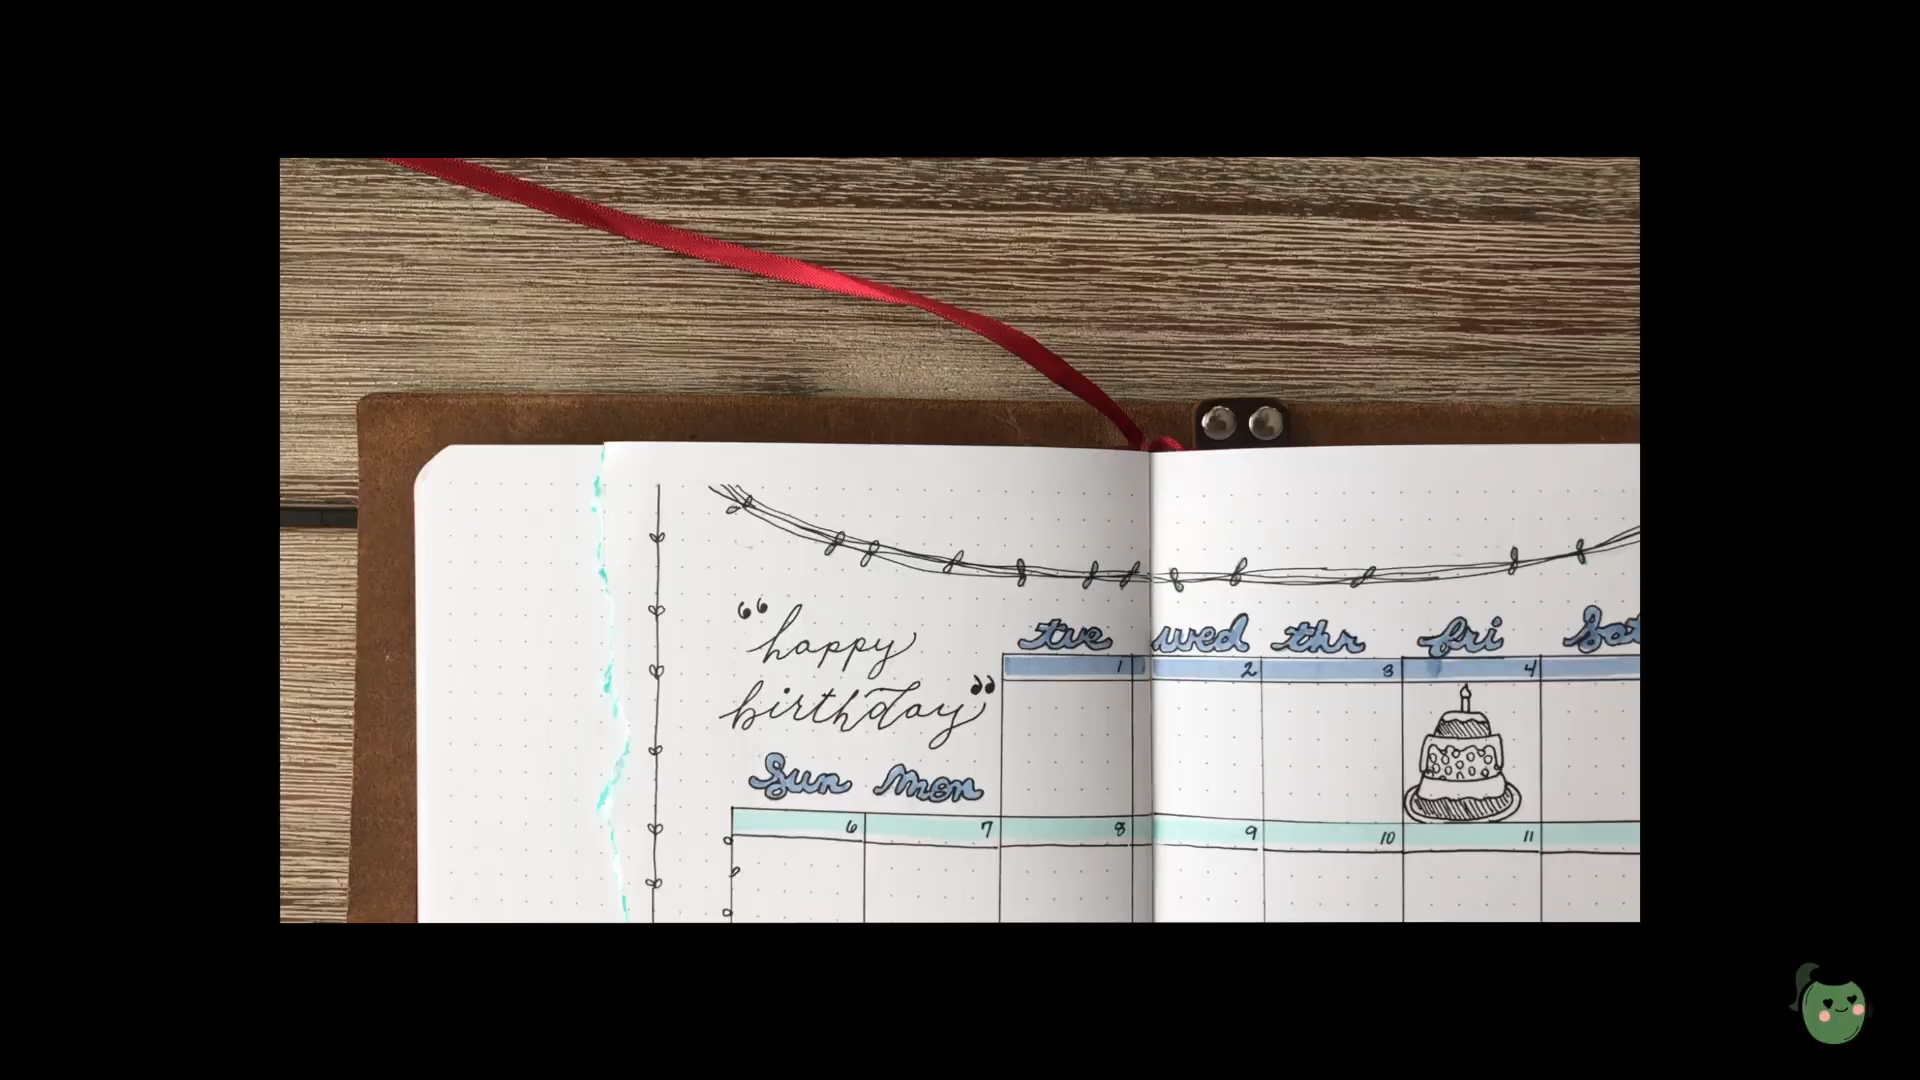 “happy
birthday”
tue wed thr fri Sat
1 2 3 4
Sun Mon
6 7 8 9 10 11